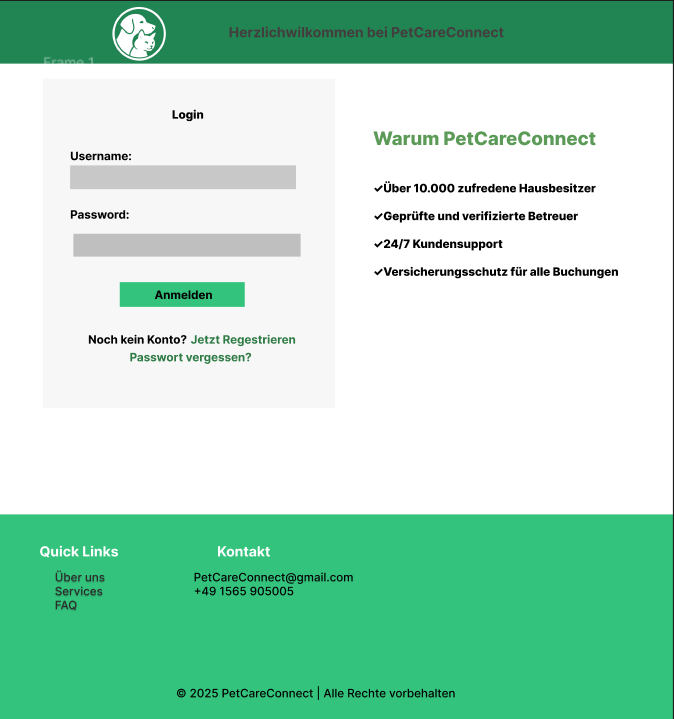 Herzlichwilkommen bei PetCareConnect
Frame 1
Login
Username:
Password:
Anmelden
Noch kein Konto? Jetzt Regestrieren
Passwort vergessen?
Warum PetCareConnect
✓Über 10.000 zufredene Hausbesitzer
✓Geprüfte und verifizierte Betreuer
✓24/7 Kundensupport
✓Versicherungsschutz für alle Buchungen
Quick Links
Über uns
Services
FAQ
Kontakt
PetCareConnect@gmail.com
+49 1565 905005
© 2025 PetCareConnect | Alle Rechte vorbehalten